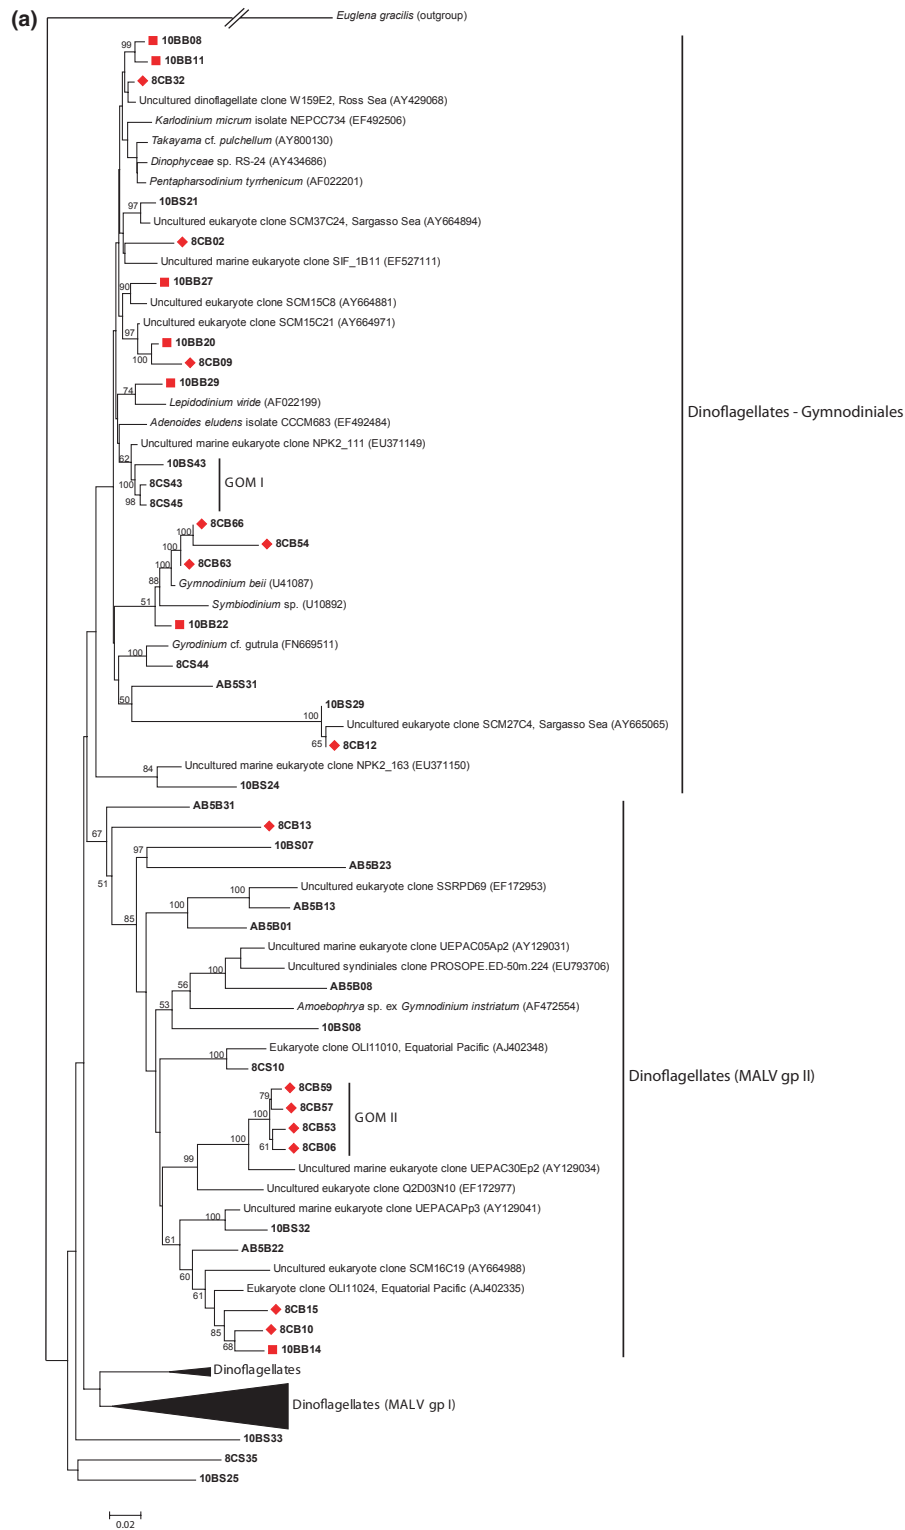 (a)
Euglena gracilis (outgroup)
99
10BB08
10BB11
8CB32
Uncultured dinoflagellate clone W159E2, Ross Sea (AY429068)
Karlodinium micrum isolate NEPCC734 (EF492506)
Takayama cf. pulchellum (AY800130)
Dinophyceae sp. RS-24 (AY434686)
Pentapharsodinium tyrrhenicum (AF022201)
97
10BS21
Uncultured eukaryote clone SCM37C24, Sargasso Sea (AY664894)
8CB02
Uncultured marine eukaryote clone SIF_1B11 (EF527111)
90
10BB27
Uncultured eukaryote clone SCM15C8 (AY664881)
Uncultured eukaryote clone SCM15C21 (AY664971)
97
10BB20
100
8CB09
10BB29
74
Lepidodinium viride (AF022199)
Dinoflagellates - Gymnodiniales
Adenoides eludens isolate CCCM683 (EF492484)
Uncultured marine eukaryote clone NPK2_111 (EU371149)
62
10BS43
100
8CS43
GOM I
98
8CS45
8CB66
100
8CB54
100
8CB63
100
Gymnodinium beii (U41087)
88
Symbiodinium sp. (U10892)
51
10BB22
Gyrodinium cf. gutrula (FN669511)
100
8CS44
AB5S31
50
10BS29
100
Uncultured eukaryote clone SCM27C4, Sargasso Sea (AY665065)
65
8CB12
Uncultured marine eukaryote clone NPK2_163 (EU371150)
84
10BS24
AB5B31
67
8CB13
51
10BS07
97
AB5B23
85
Uncultured eukaryote clone SSRPD69 (EF172953)
100
AB5B13
100
AB5B01
Uncultured marine eukaryote clone UEPAC05Ap2 (AY129031)
Uncultured syndiniales clone PROSOPE.ED-50m.224 (EU793706)
100
AB5B08
56
Amoebophrya sp. ex Gymnodinium instriatum (AF472554)
53
10BS08
Eukaryote clone OLI11010, Equatorial Pacific (AJ402348)
100
8CS10
Dinoflagellates (MALV gp II)
8CB59
79
8CB57
100
8CB53
GOM II
61
8CB06
100
Uncultured marine eukaryote clone UEPAC30Ep2 (AY129034)
99
Uncultured eukaryote clone Q2D03N10 (EF172977)
Uncultured marine eukaryote clone UEPACAPp3 (AY129041)
100
10BS32
61
AB5B22
60
Uncultured eukaryote clone SCM16C19 (AY664988)
61
Eukaryote clone OLI11024, Equatorial Pacific (AJ402335)
8CB15
85
8CB10
68
10BB14
Dinoflagellates
Dinoflagellates (MALV gp I)
10BS33
8CS35
10BS25
0.02